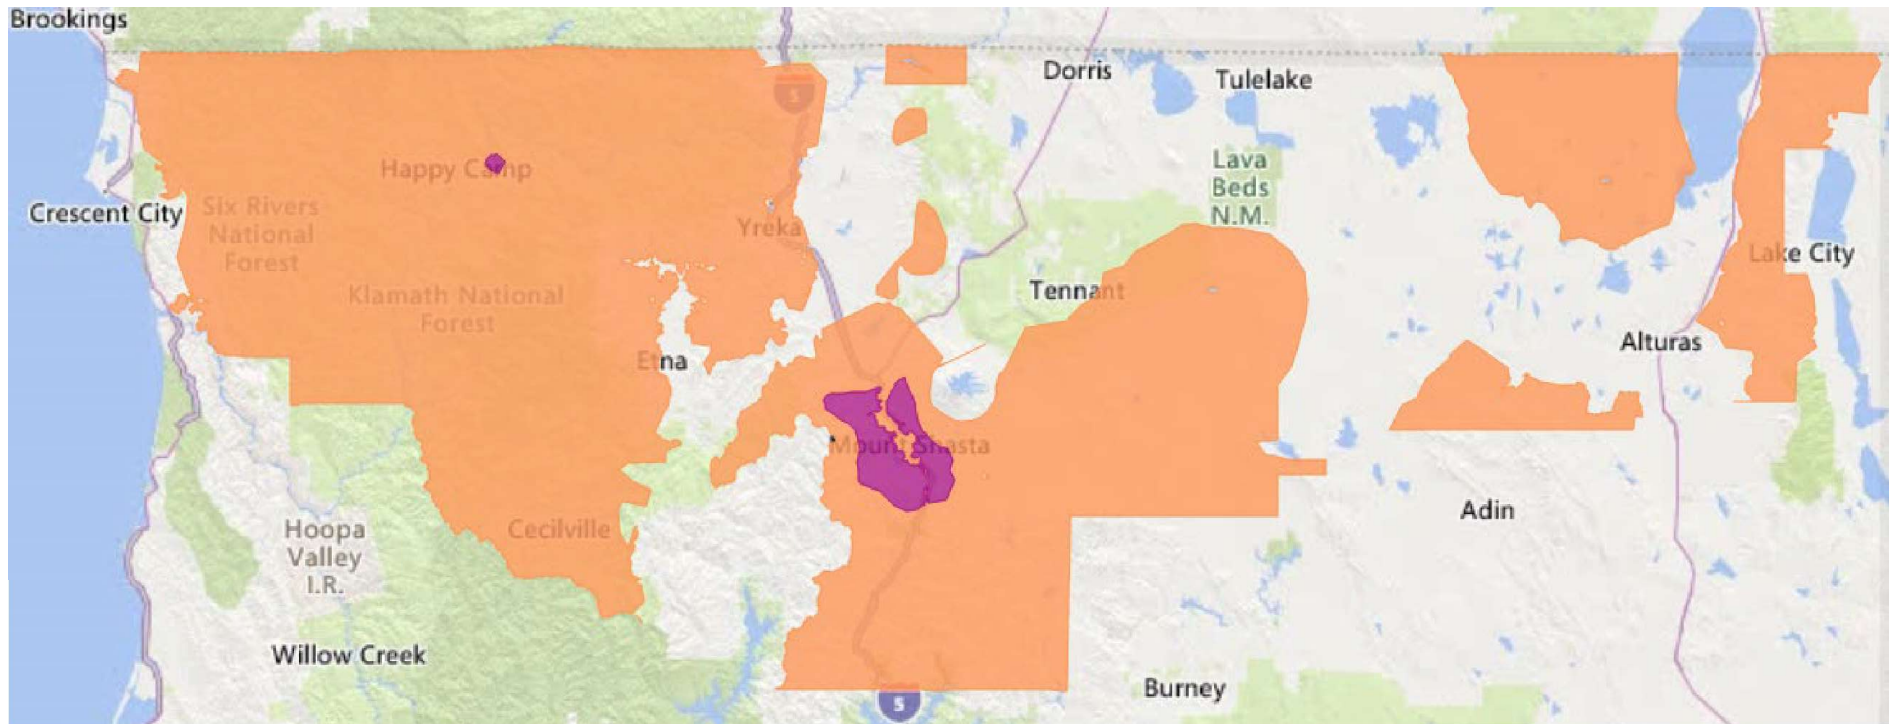 Brookings
5
Dorris
Tulelake
Happy Camp
Lava
Beds
N.M.
Crescent City
Six Rivers
National
Forest
Yreka
Lake City
Klamath National
Forest
Tennant
Etna
Alturas
Mount Shasta
Hoopa
Valley
I.R.
Cecilville
Adin
Willow Creek
Burney
5